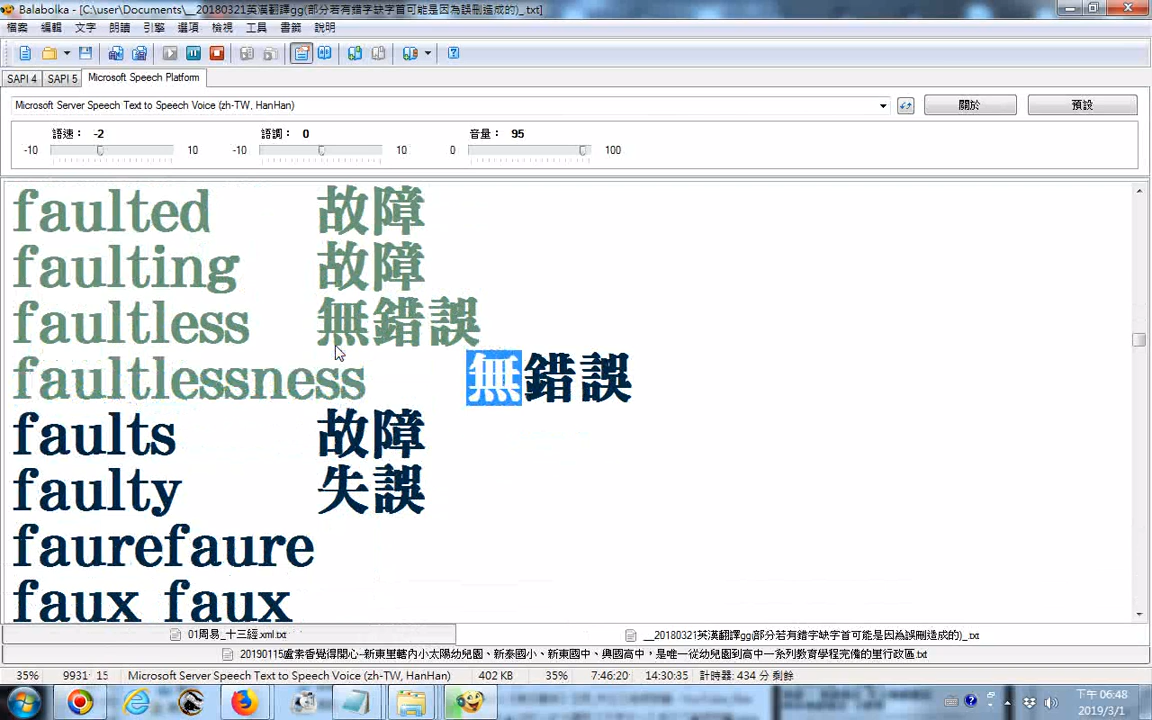 Balabolka - [C:\user\Documents\__20180321英漢翻譯gg(部分若有錯字缺字首可能是因為誤刪造成的)_.txt]
檔案 編輯 文字 朗讀 引擎 選項 檢視 工具 書籤 說明
SAPI 4 SAPI 5 Microsoft Speech Platform
Microsoft Server Speech Text to Speech Voice (zh-TW, HanHan) 關於 預設
語速： -2 語調： 0 音量： 95
-10 10 -10 10 0 100
faulted 故障
faulting 故障
faultless 無錯誤
faultlessness 無錯誤
faults 故障
faulty 失誤
faurefaure
faux faux
01周易_十三經.xml.txt __20180321英漢翻譯gg(部分若有錯字缺字首可能是因為誤刪造成的)_.txt
20190115盧素香覺得開心-新東里轄內小太陽幼兒園、新泰國小、新東國中、興國高中，是唯一從幼兒園到高中一系列教育學程完備的里行政區.txt
35% 9931: 15 Microsoft Server Speech Text to Speech Voice (zh-TW, HanHan) 402 KB 35% 7:46:20 14:30:35 計時器: 434 分 剩餘
下午 06:48
2019/3/1